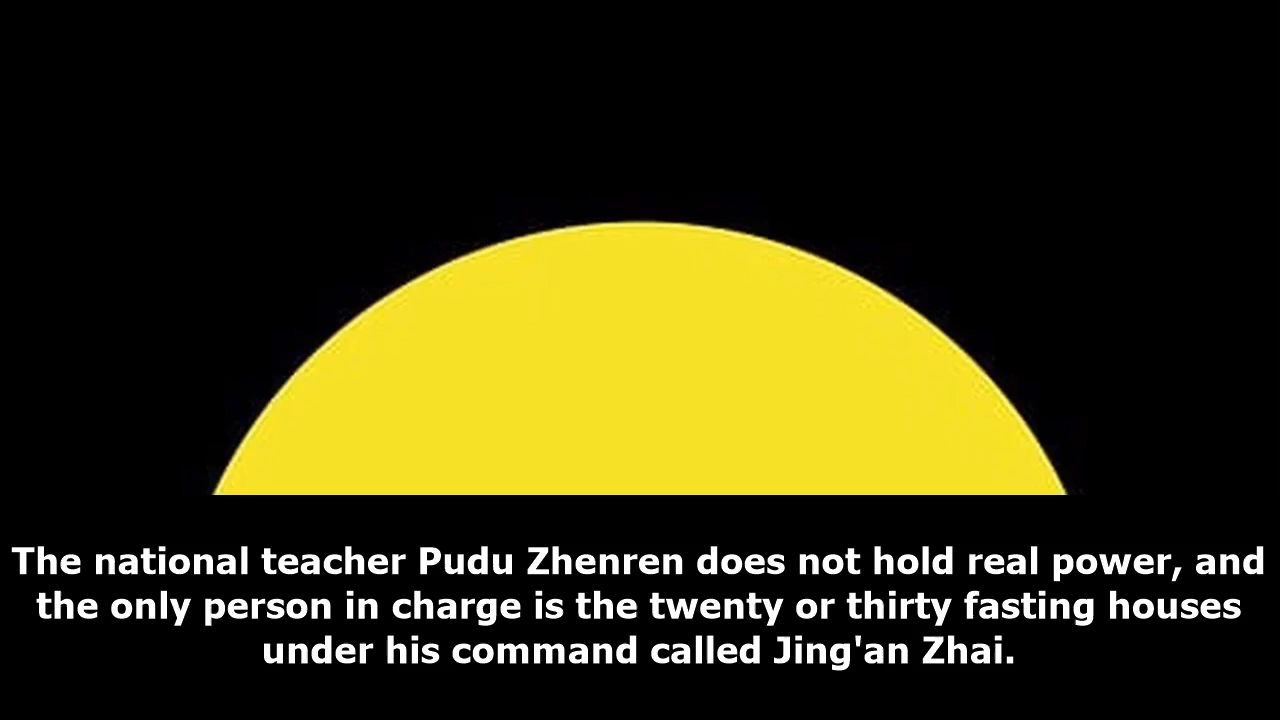 The national teacher Pudu Zhenren does not hold real power, and
the only person in charge is the twenty or thirty fasting houses
under his command called Jing'an Zhai.